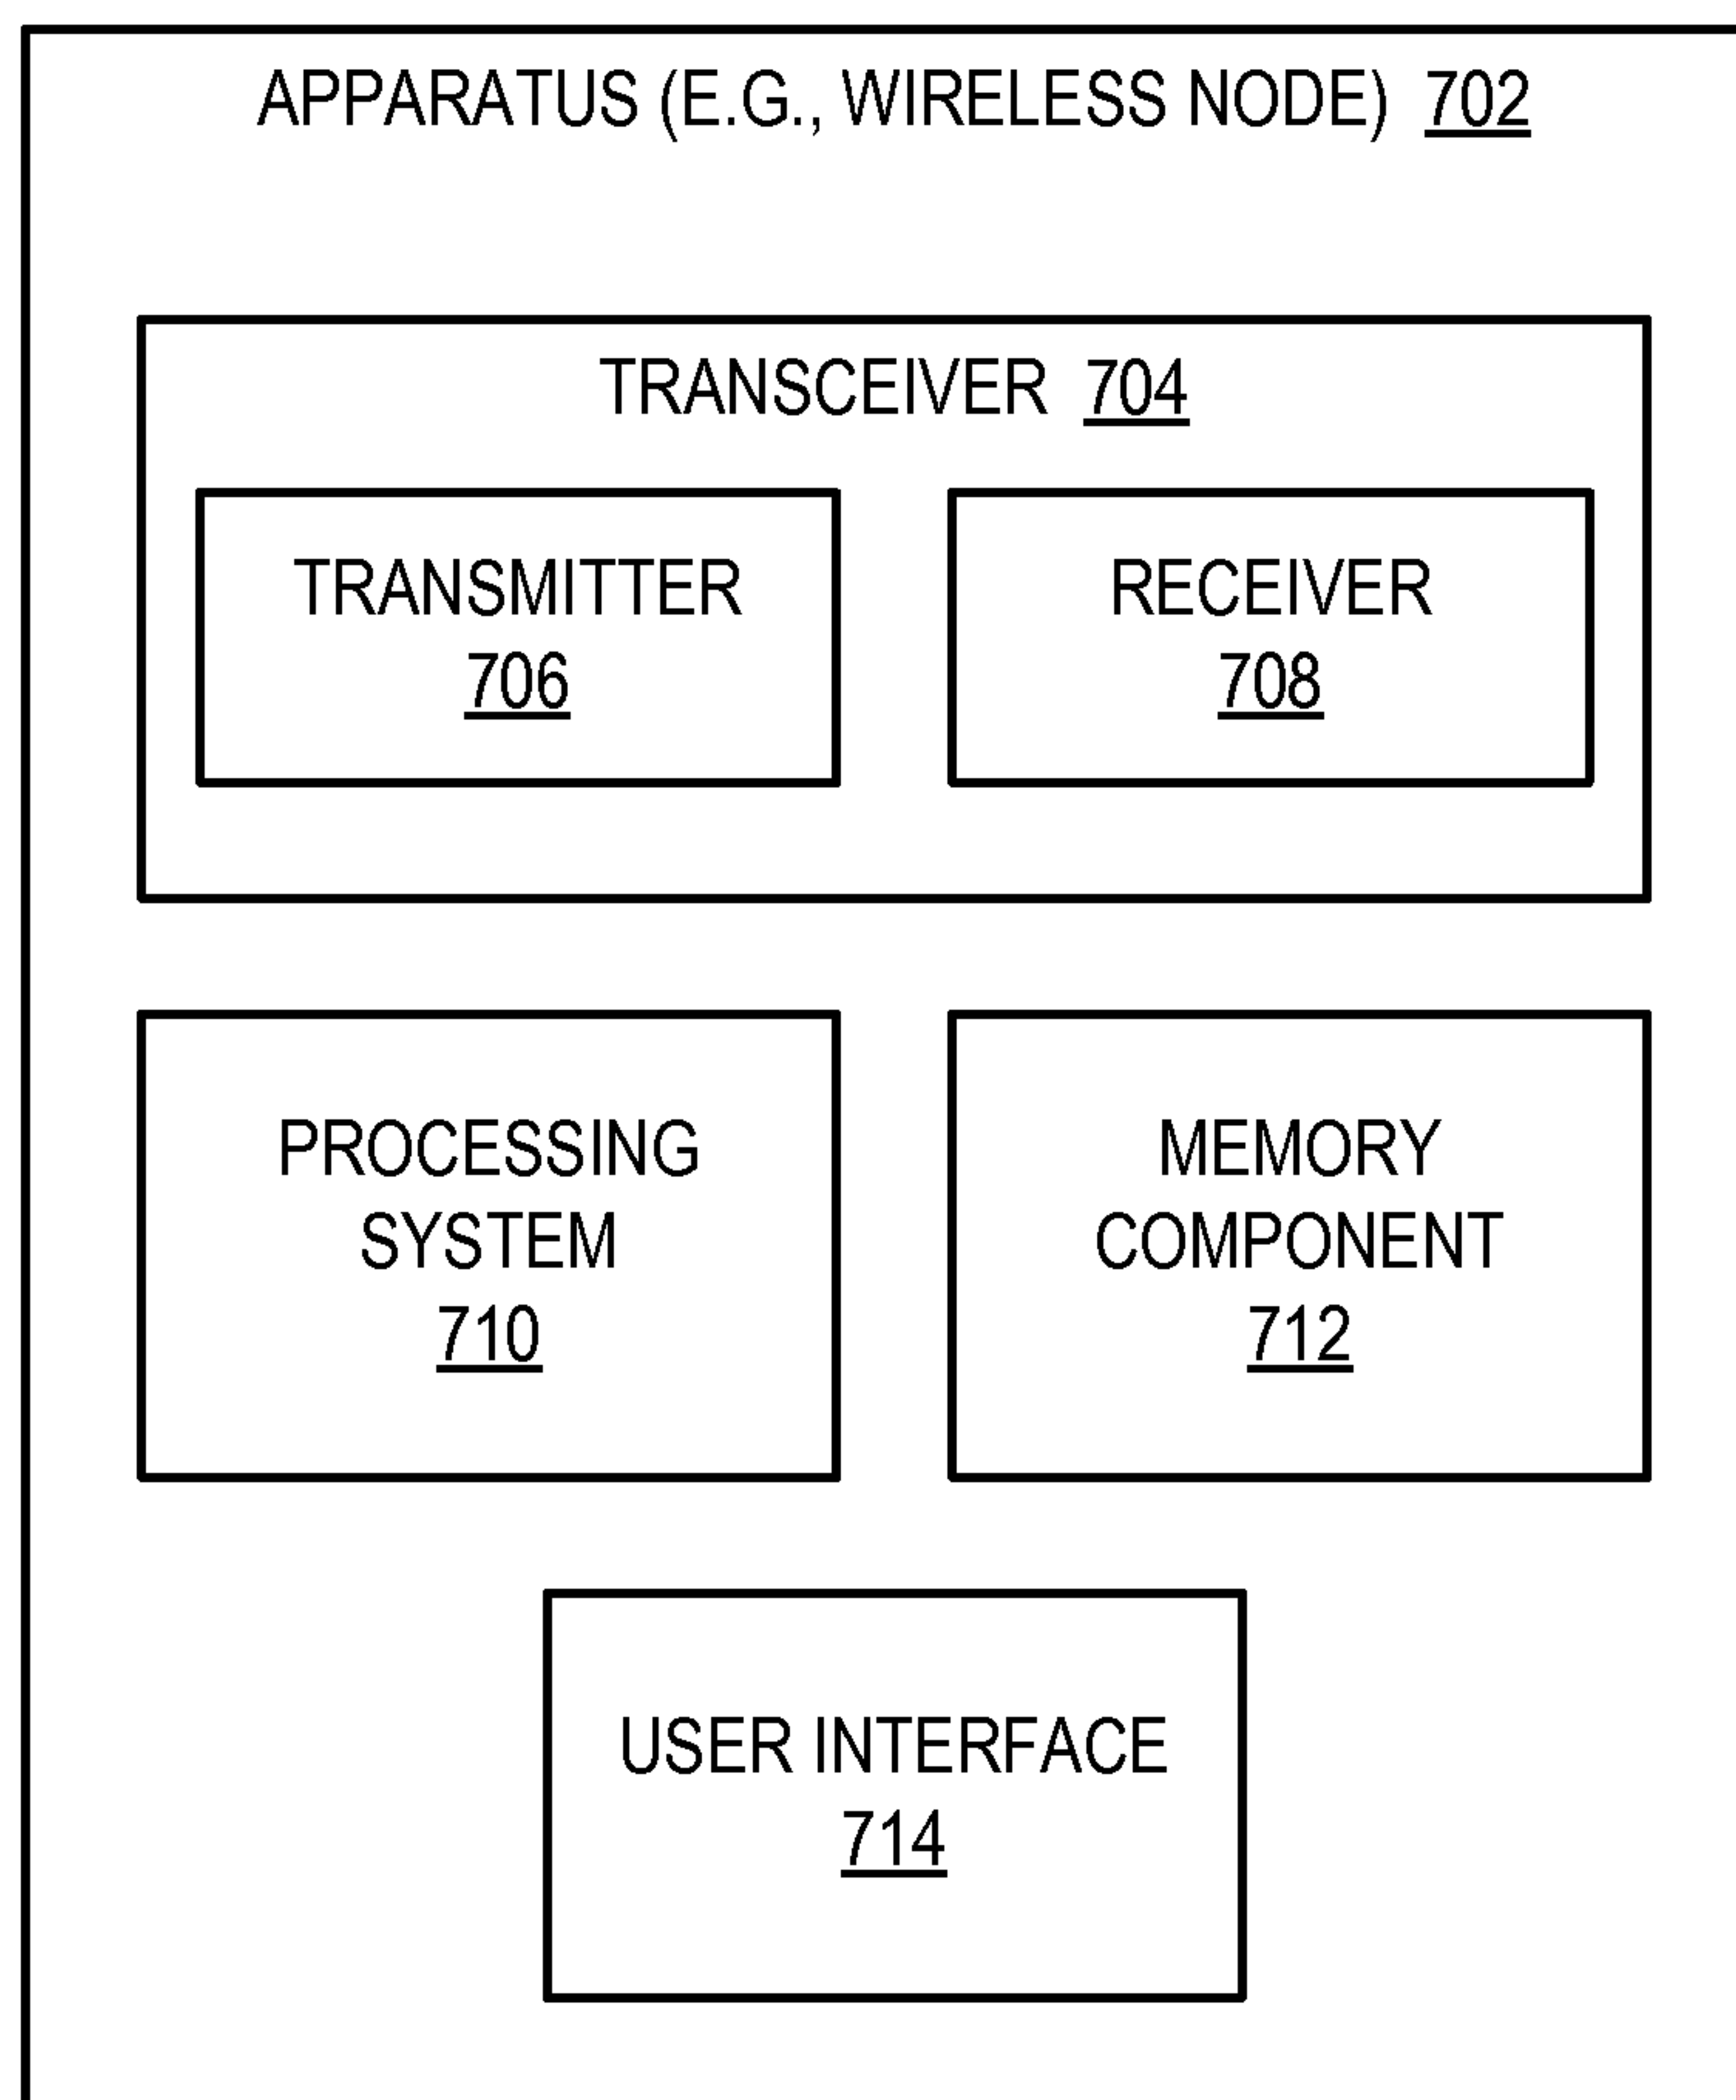 APPARATUS (E.G., WIRELESS NODE) 702
TRANSCEIVER 704
TRANSMITTER
706
RECEIVER
708
PROCESSING
SYSTEM
710
MEMORY
COMPONENT
712
USER INTERFACE
714